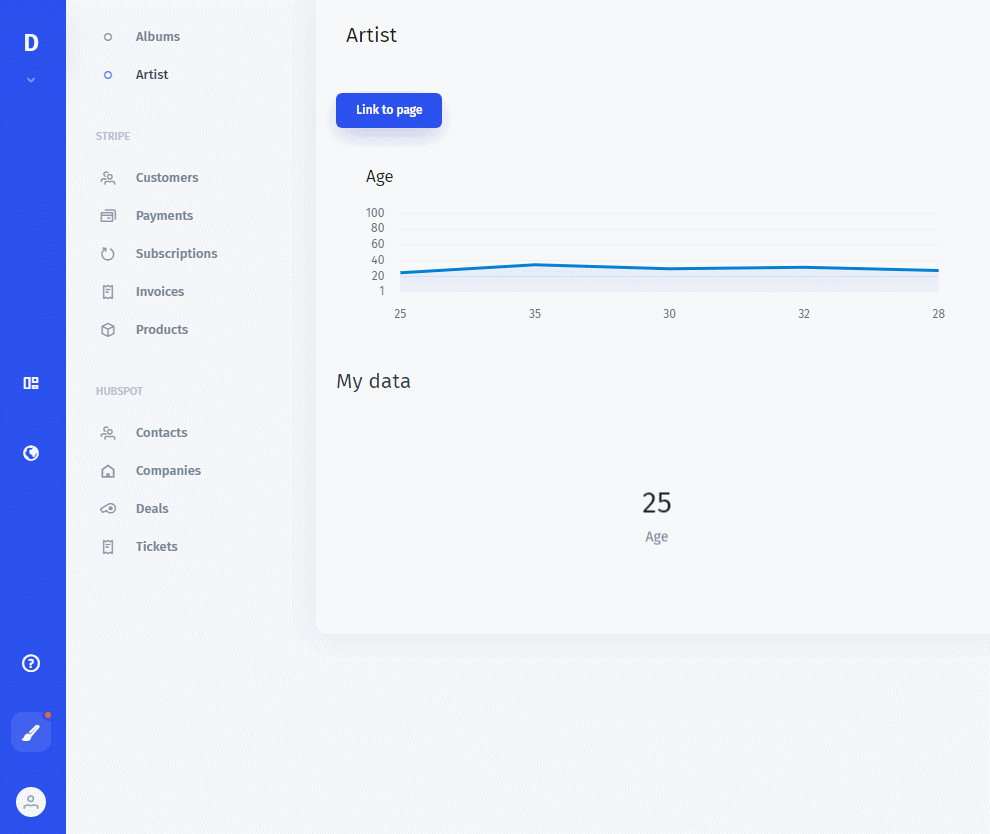 D
Albums
Artist
STRIPE
Customers
Payments
Subscriptions
Invoices
Products
HUBSPOT
Contacts
Companies
Deals
Tickets
?
Artist
Link to page
Age
100
80
60
40
20
1
25 35 30 32 28
My data
25
Age